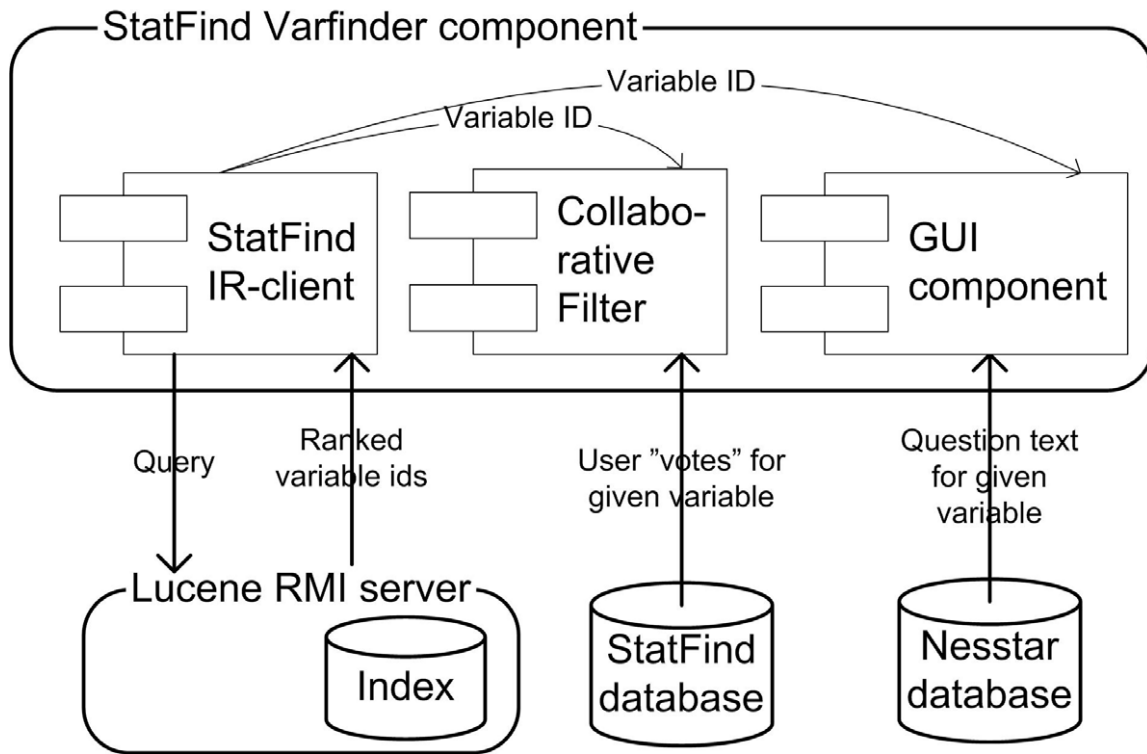 StatFind Varfinder component
Variable ID
Variable ID
StatFind
IR-client
Collabo-
rative
Filter
GUI
component
Query
Ranked
variable ids
User ”votes” for
given variable
Question text
for given
variable
Lucene RMI server
Index
StatFind
database
Nesstar
database